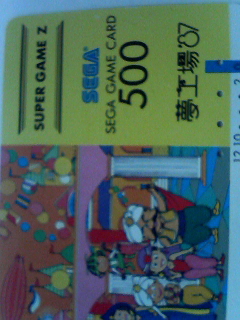 SUPER GAME Z
SEGA
SEGA GAME CARD
500
夢工場'87